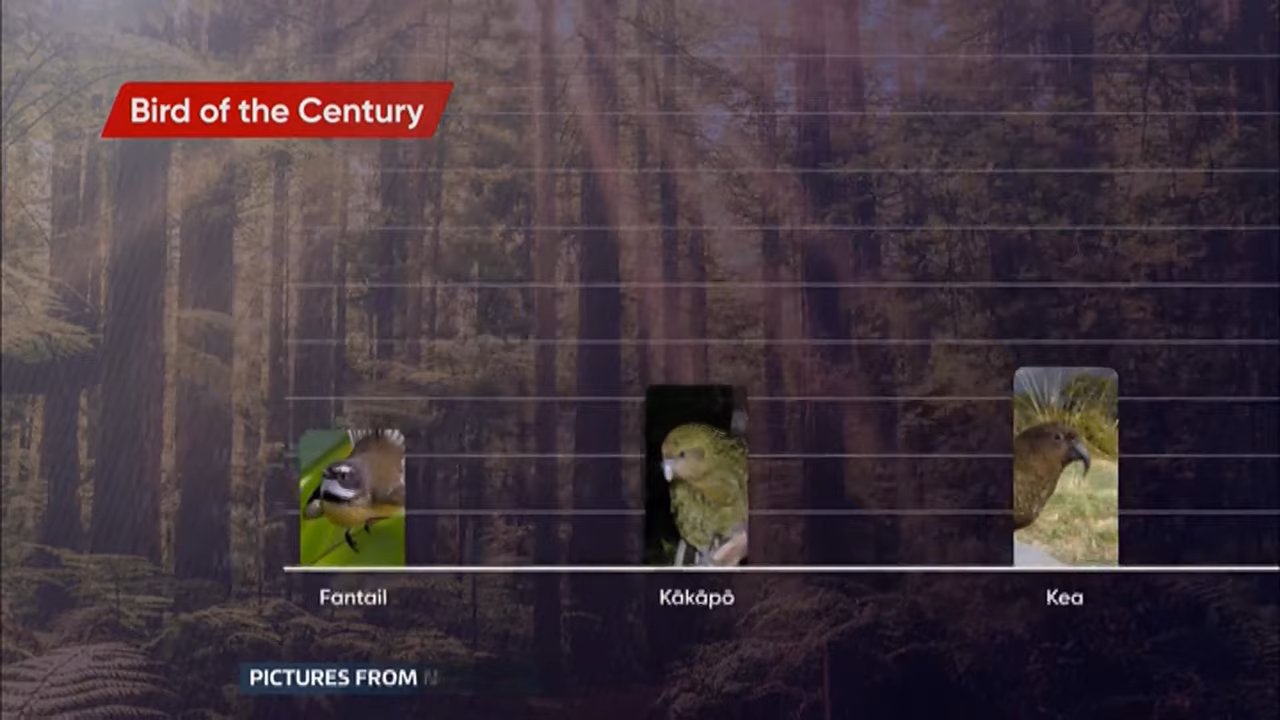 Bird of the Century
Fantail
Kākāpō
Kea
PICTURES FROM N